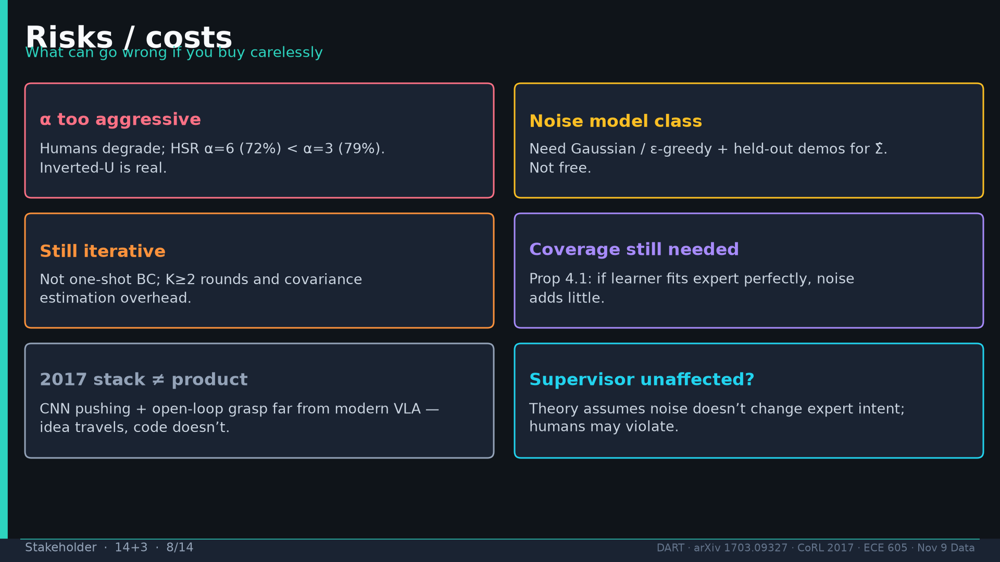 Risks / costs
What can go wrong if you buy carelessly
α too aggressive
Humans degrade; HSR α=6 (72%) < α=3 (79%).
Inverted-U is real.
Noise model class
Need Gaussian / ε-greedy + held-out demos for Σ̂.
Not free.
Still iterative
Not one-shot BC; K≥2 rounds and covariance
estimation overhead.
Coverage still needed
Prop 4.1: if learner fits expert perfectly, noise
adds little.
2017 stack ≠ product
CNN pushing + open-loop grasp far from modern VLA —
idea travels, code doesn’t.
Supervisor unaffected?
Theory assumes noise doesn’t change expert intent;
humans may violate.
Stakeholder · 14+3 · 8/14
DART · arXiv 1703.09327 · CoRL 2017 · ECE 605 · Nov 9 Data